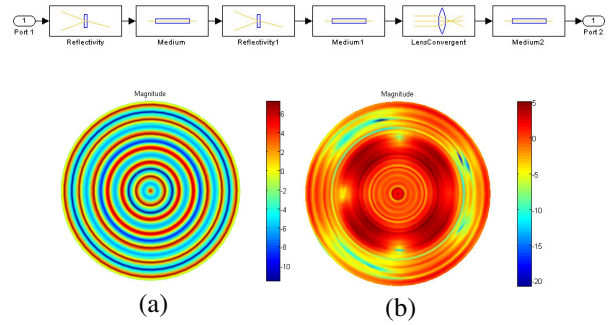 1
Port 1
Reflectivity
Medium
Reflectivity1
Medium1
LensConvergent
Medium2
1
Port 2
Magnitude
6
4
2
0
-2
-4
-6
-8
-10
Magnitude
5
0
-5
-10
-15
-20
(a)
(b)